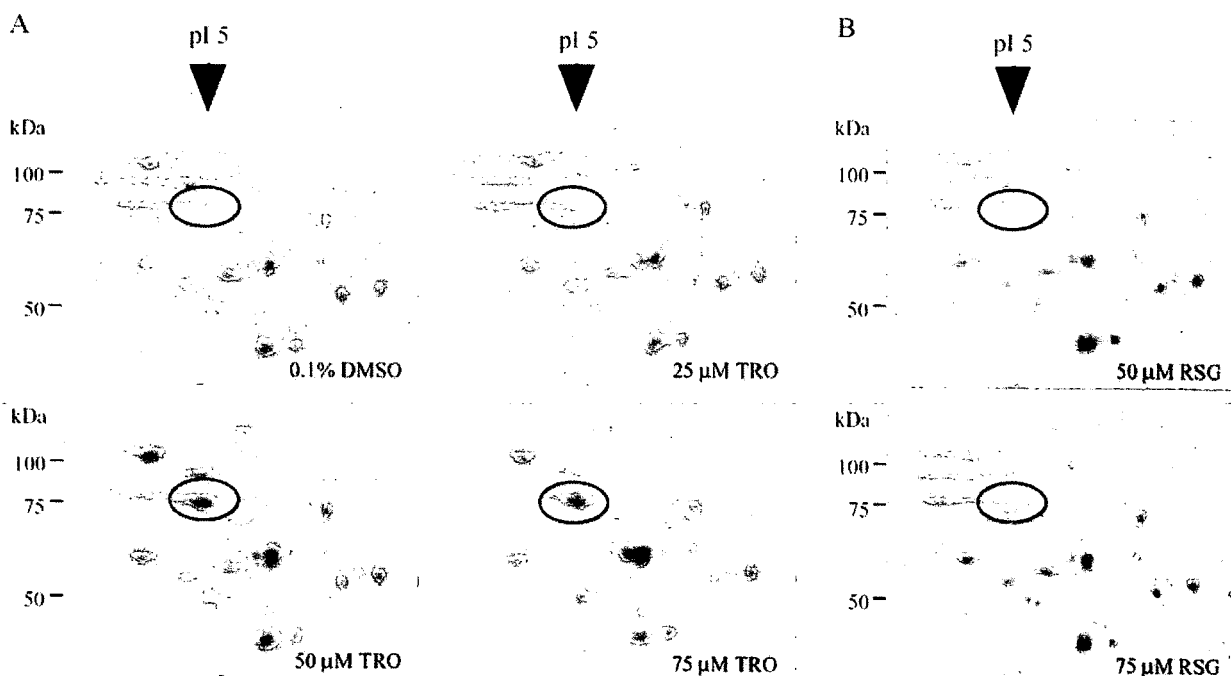 A
B
pI 5
pI 5
pI 5
kDa
100
75
50
0.1% DMSO
25 µM TRO
kDa
100
75
50
50 µM RSG
kDa
100
75
50
50 µM TRO
75 µM TRO
kDa
100
75
50
75 µM RSG